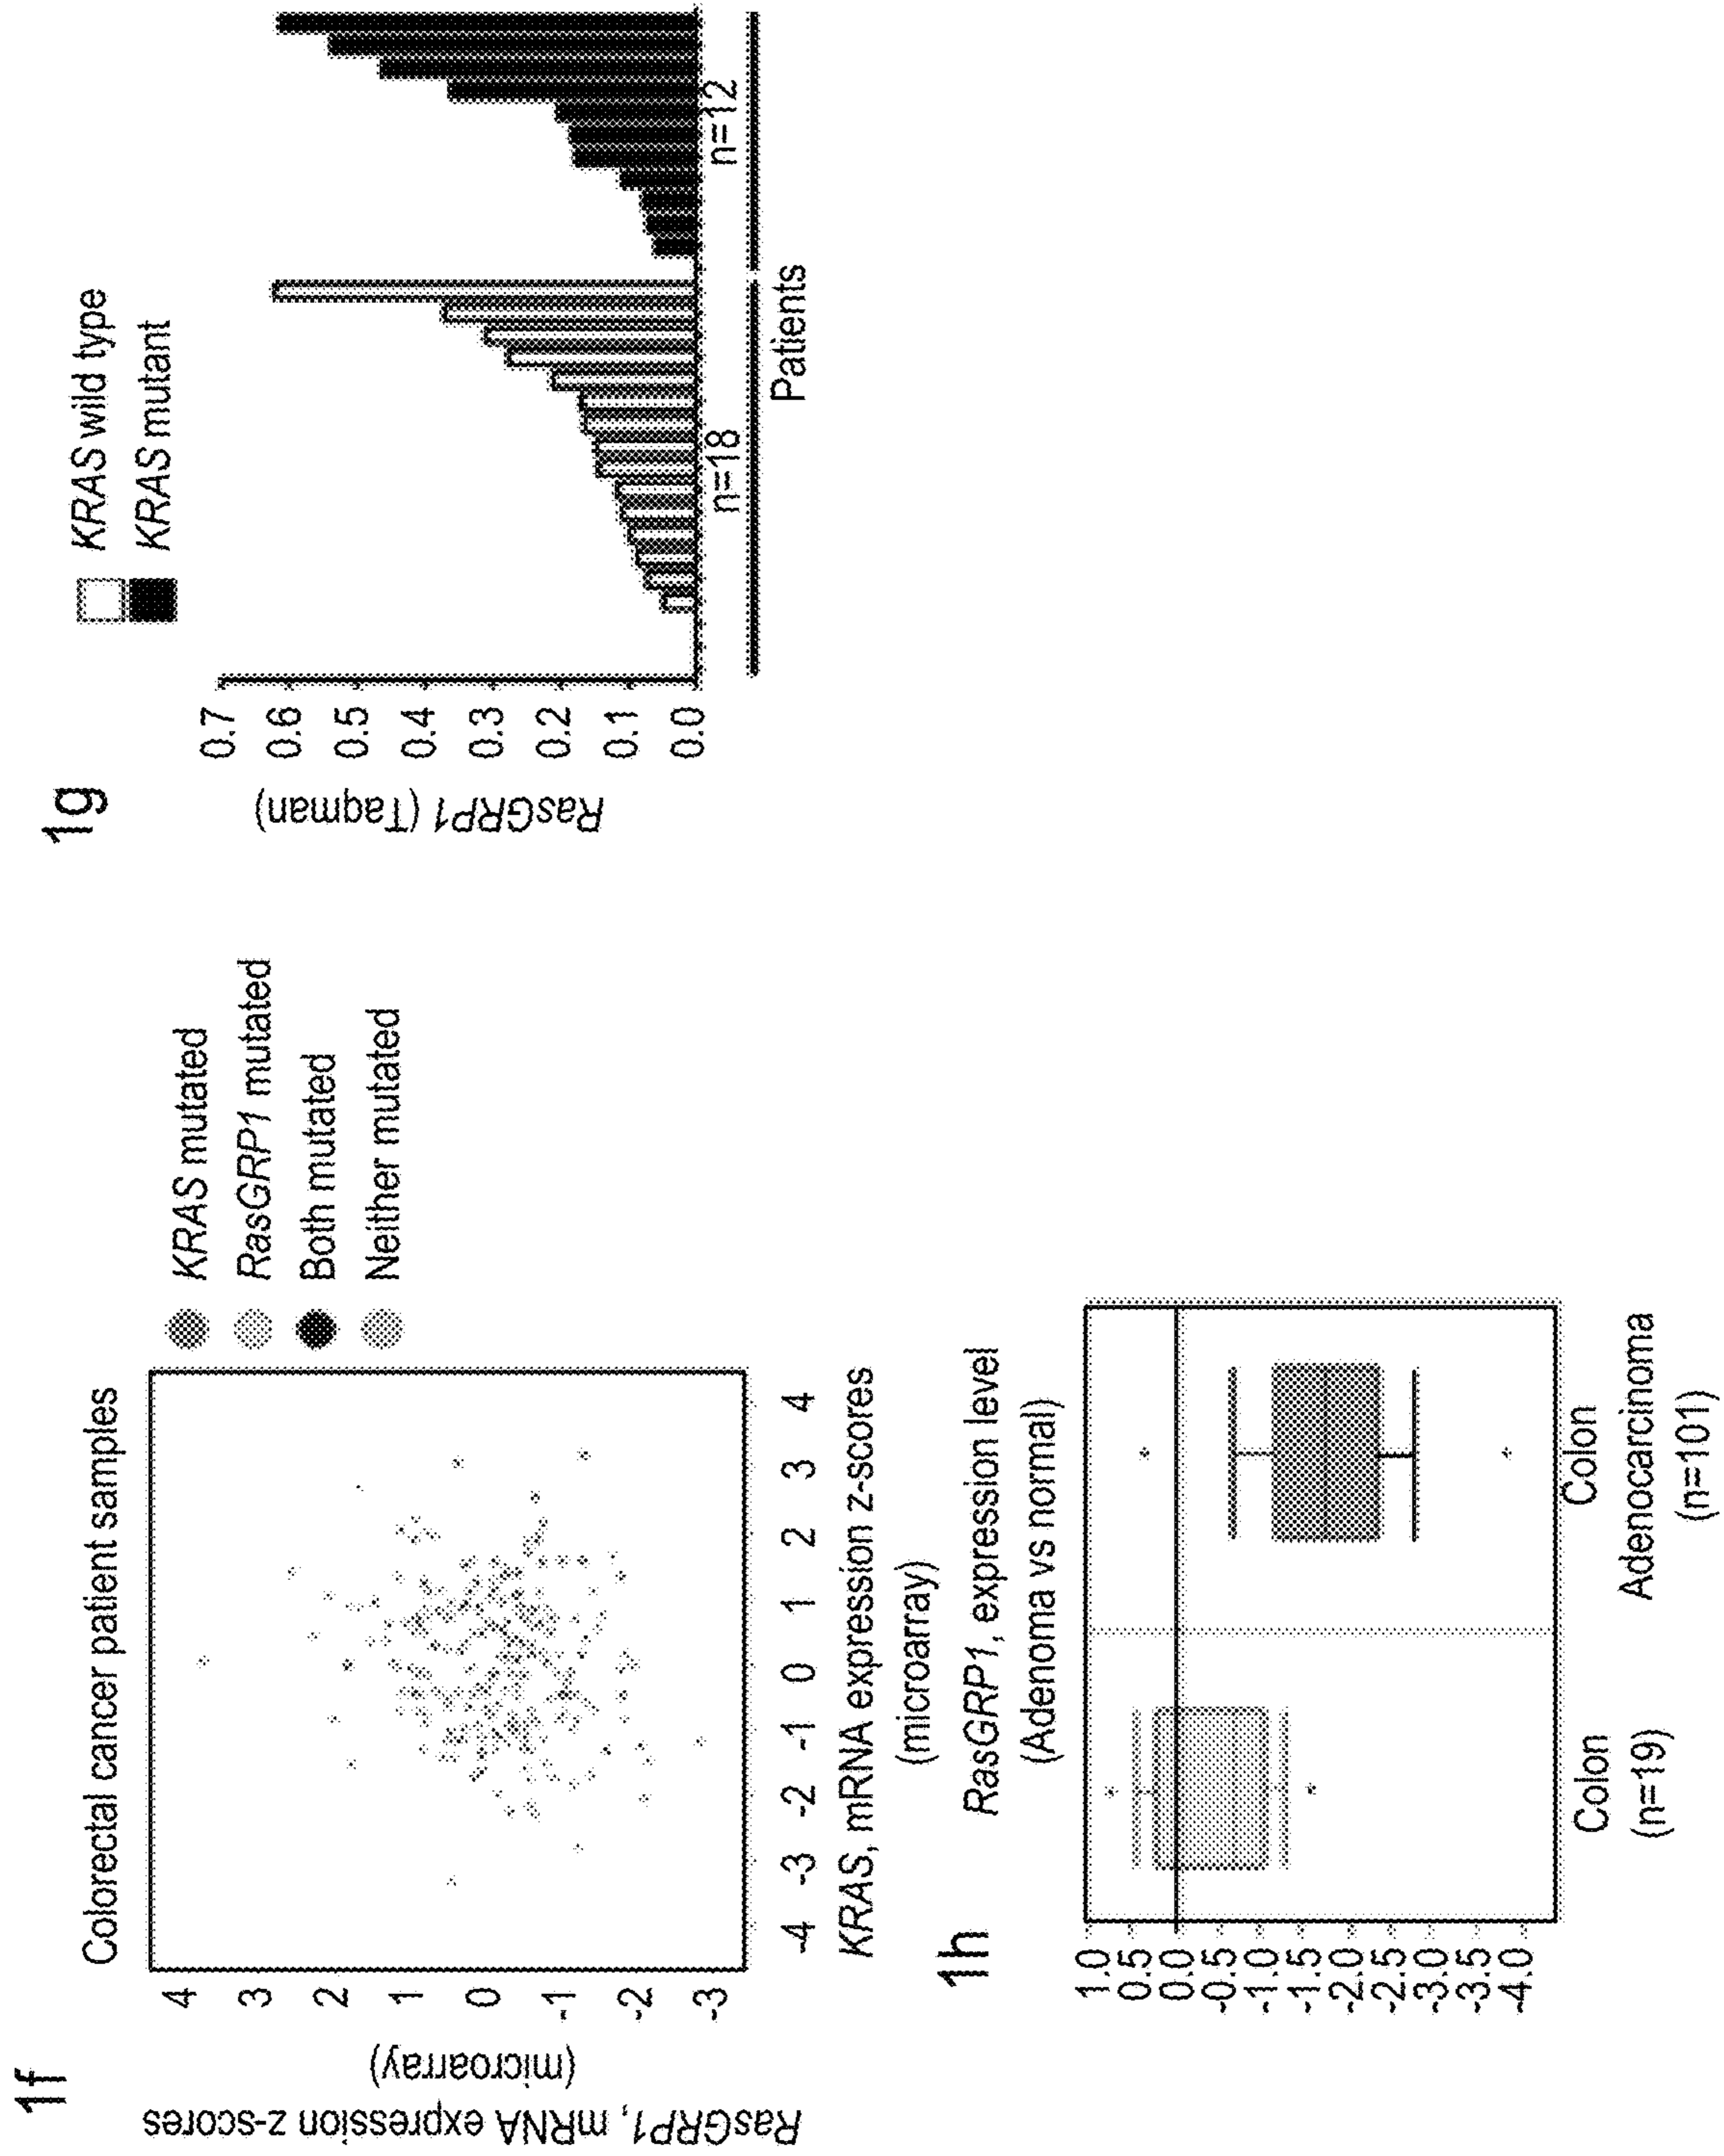 1f
Colorectal cancer patient samples
RasGRP1, mRNA expression z-scores
(microarray)
4
3
2
1
0
-1
-2
-3
-4 -3 -2 -1 0 1 2 3 4
KRAS, mRNA expression z-scores
(microarray)
KRAS mutated
RasGRP1 mutated
Both mutated
Neither mutated
1g
KRAS wild type
KRAS mutant
RasGRP1 (Taqman)
0.7
0.6
0.5
0.4
0.3
0.2
0.1
0.0
n=18 n=12
Patients
1h
RasGRP1, expression level
(Adenoma vs normal)
1.0
0.5
0.0
-0.5
-1.0
-1.5
-2.0
-2.5
-3.0
-3.5
-4.0
Colon
(n=19)
Colon
Adenocarcinoma
(n=101)